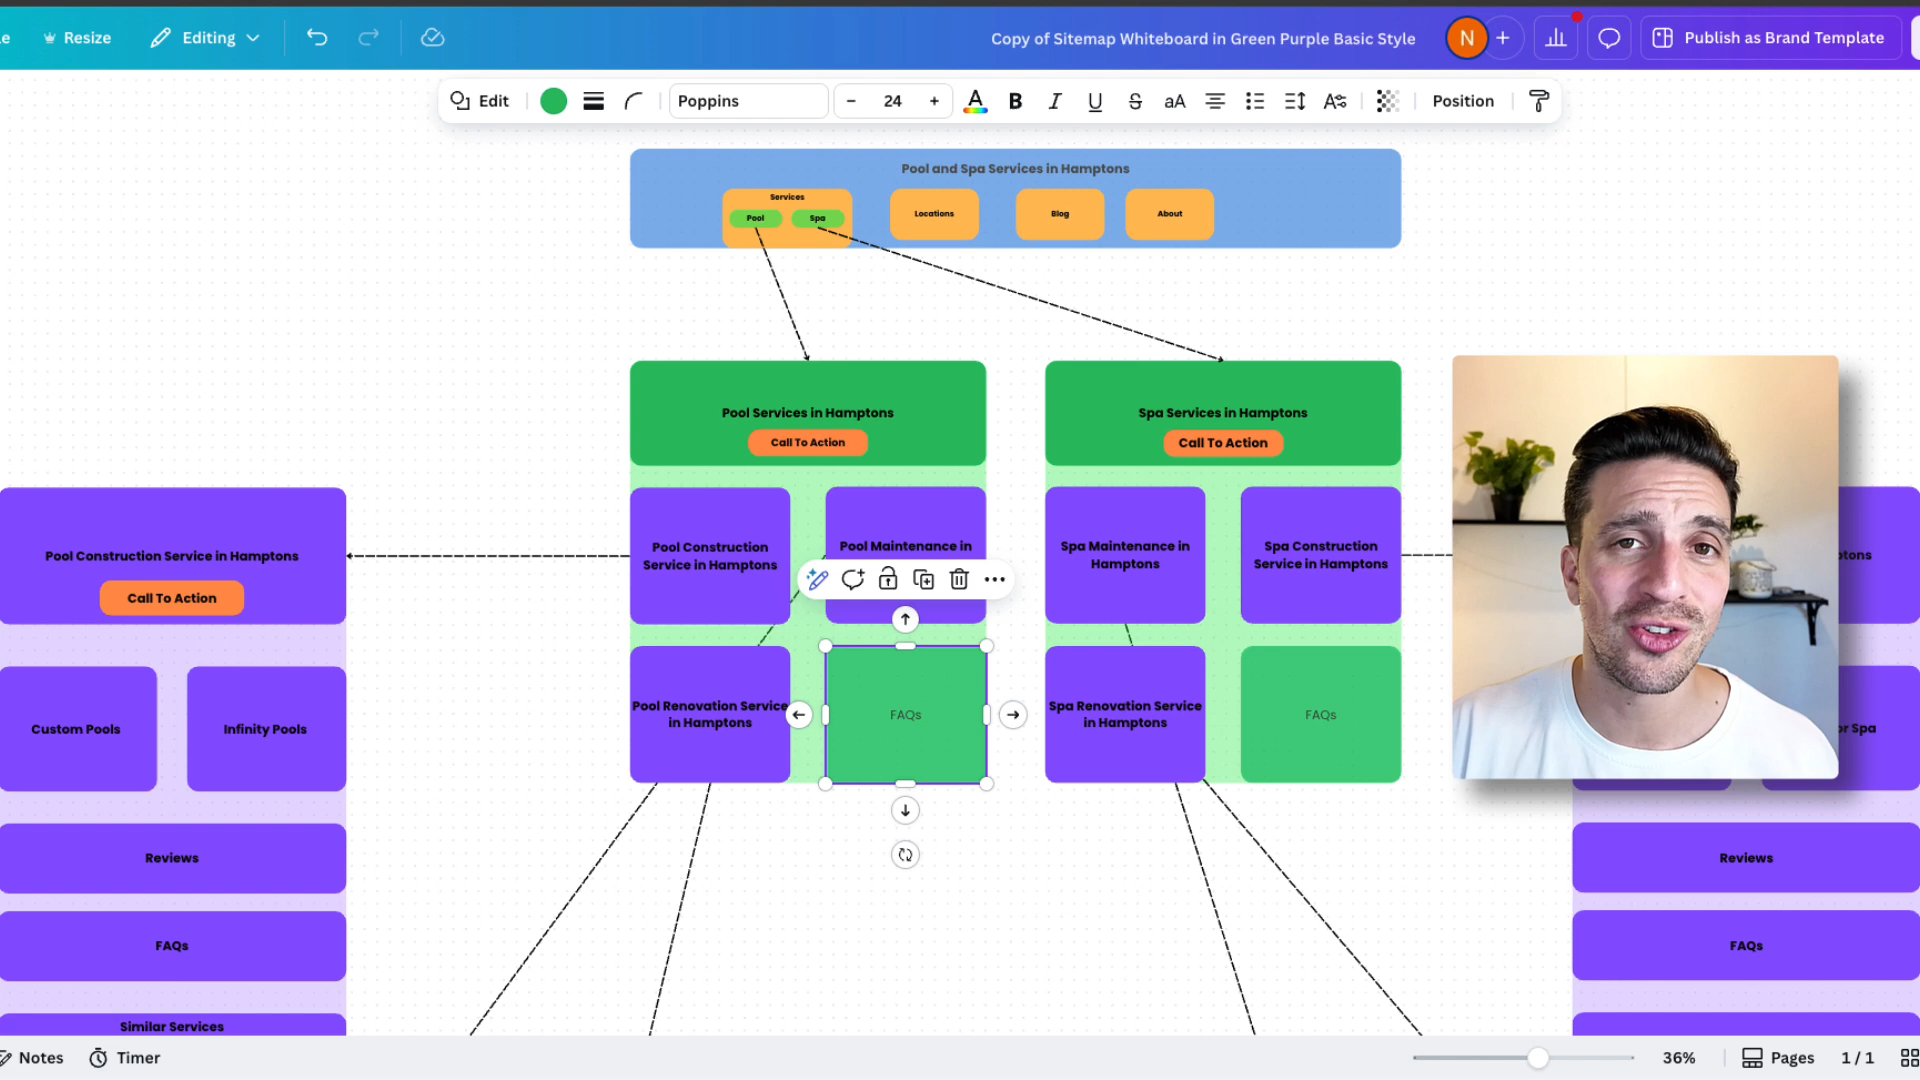 e
Resize
Editing
Copy of Sitemap Whiteboard in Green Purple Basic Style
N
Publish as Brand Template
Edit
Poppins
24
A
B
I
U
S
aA
Position
Pool and Spa Services in Hamptons
Services
Pool
Spa
Locations
Blog
About
Pool Services in Hamptons
Call To Action
Spa Services in Hamptons
Call To Action
Pool Construction Service in Hamptons
Call To Action
Pool Construction
Service in Hamptons
Pool Maintenance in
Spa Maintenance in
Hamptons
Spa Construction
Service in Hamptons
ptons
Custom Pools
Infinity Pools
Pool Renovation Service
in Hamptons
FAQs
Spa Renovation Service
in Hamptons
FAQs
or Spa
Reviews
Reviews
FAQs
FAQs
Similar Services
Notes
Timer
36%
Pages
1 / 1